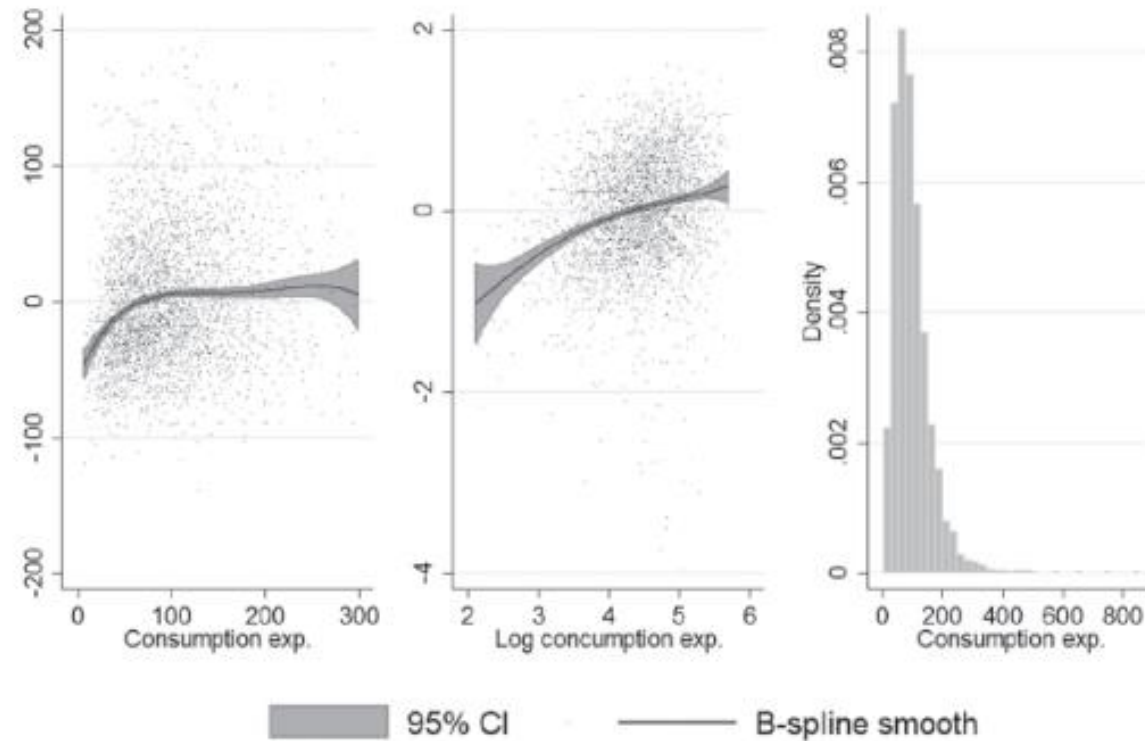 200
100
0
-100
-200
0 100 200 300
Consumption exp.
2
0
-2
-4
2 3 4 5 6
Log concumption exp.
Density
.008
.006
.004
.002
0
0 200 400 600 800
Consumption exp.
95% CI B-spline smooth